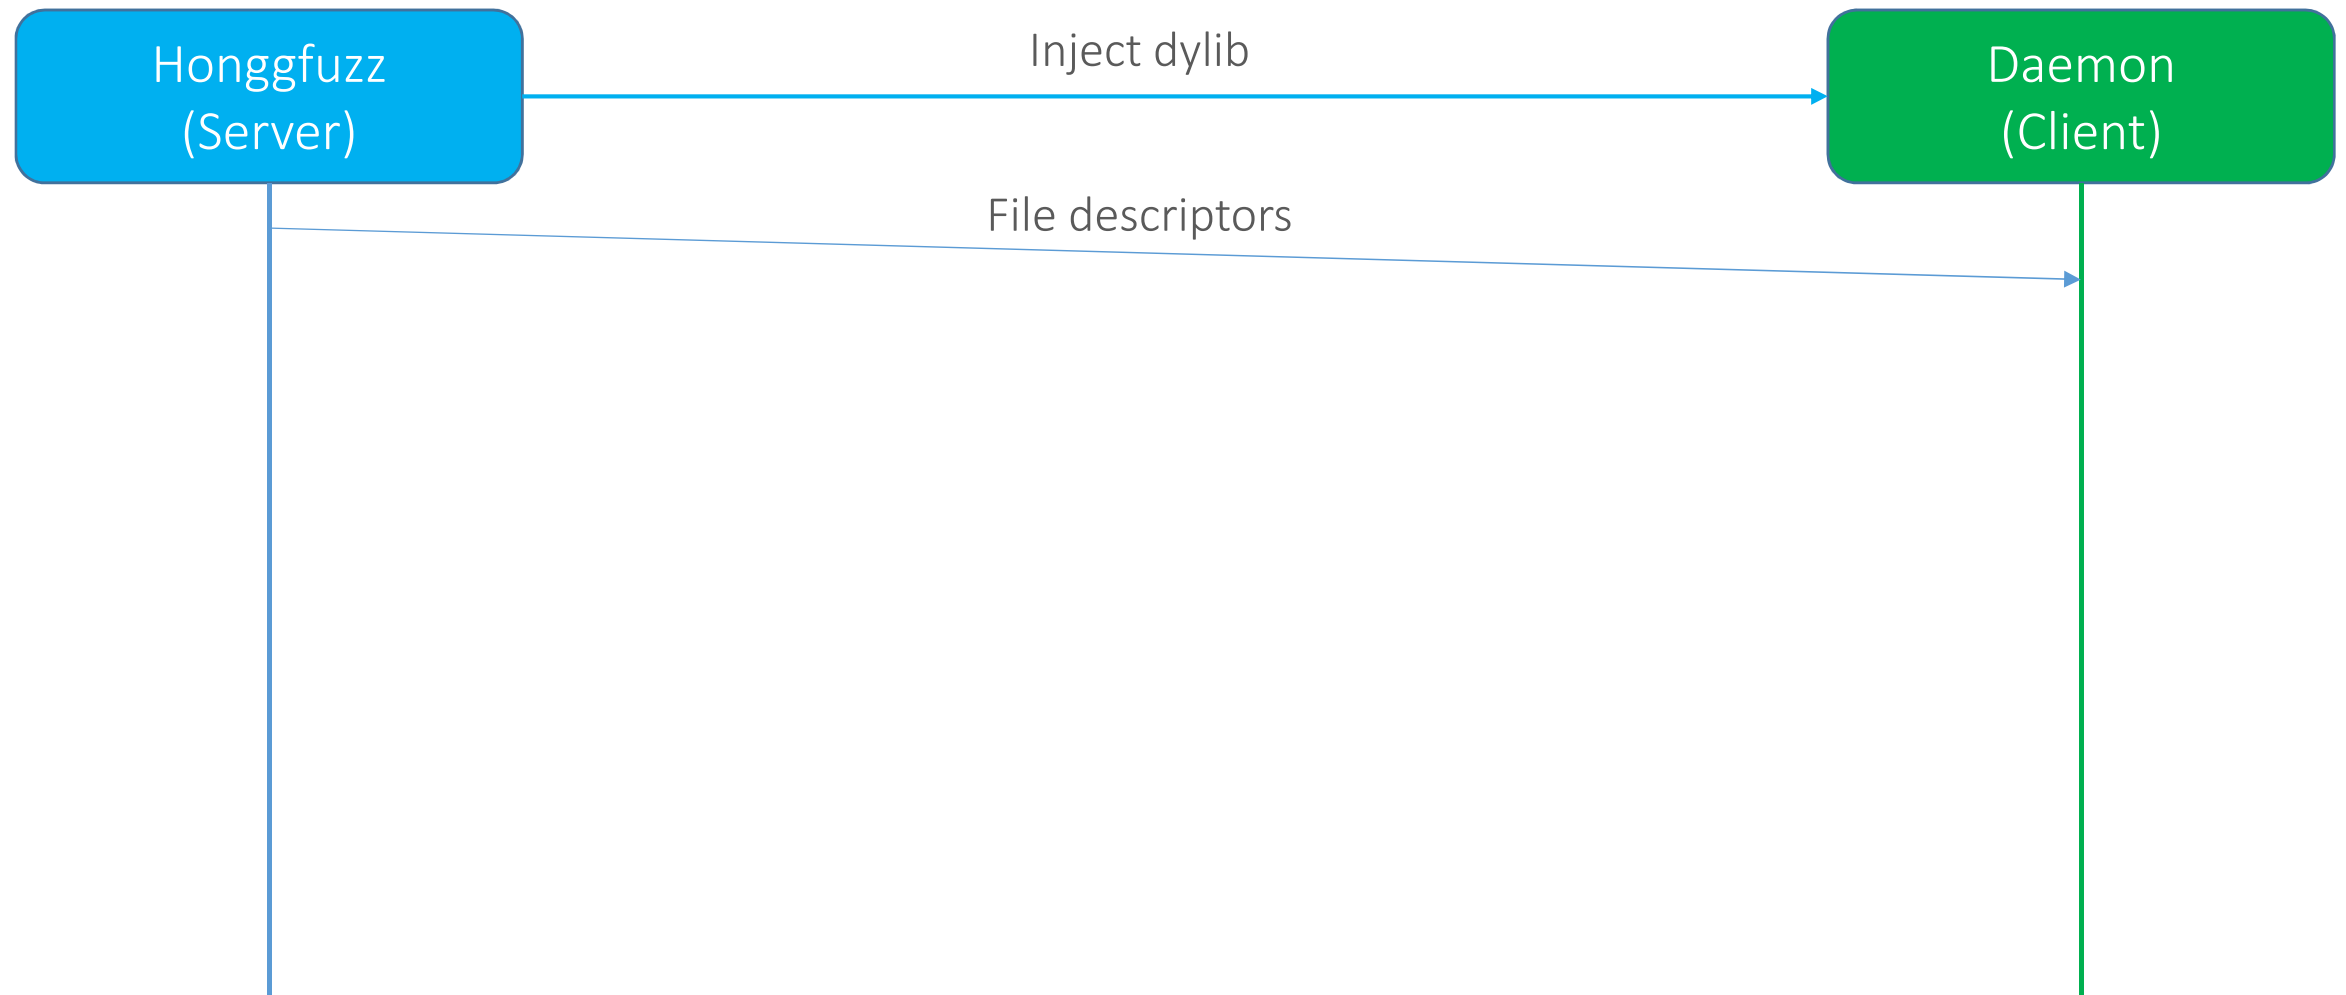 Honggfuzz
(Server)
Inject dylib
Daemon
(Client)
File descriptors